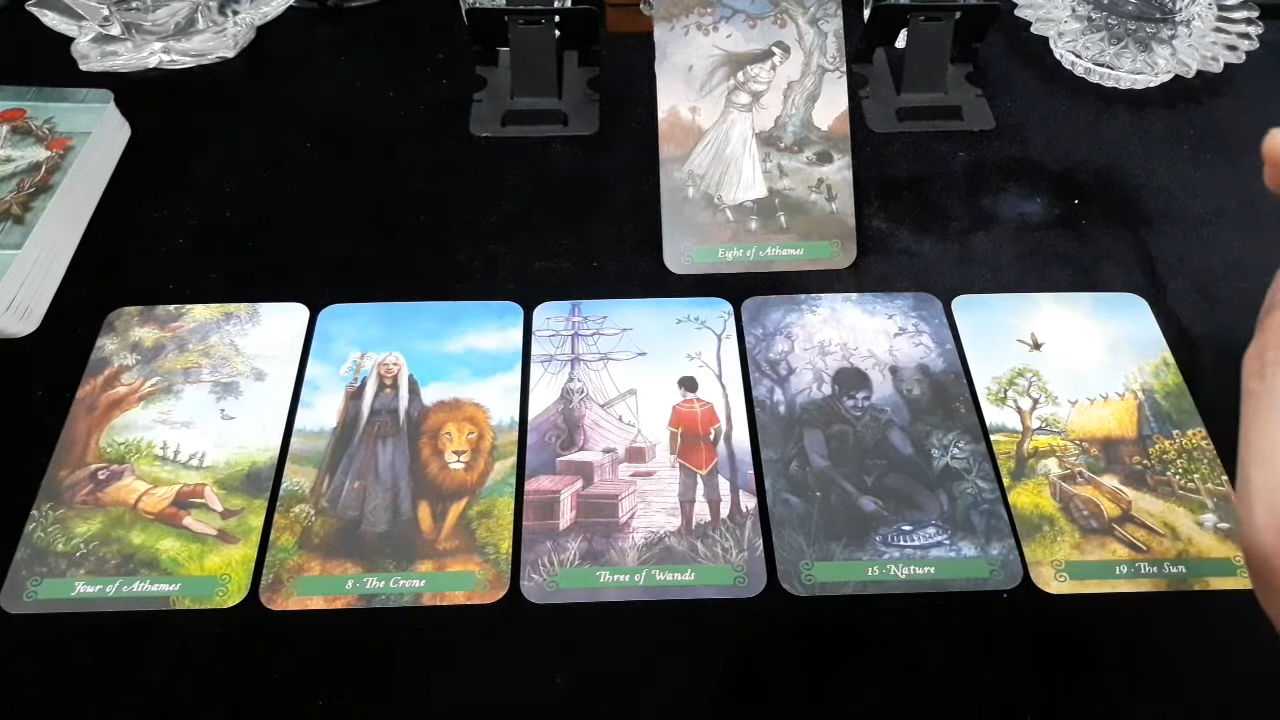 Eight of Athames
Four of Athames
8 · The Crone
Three of Wands
15 · Nature
19 · The Sun